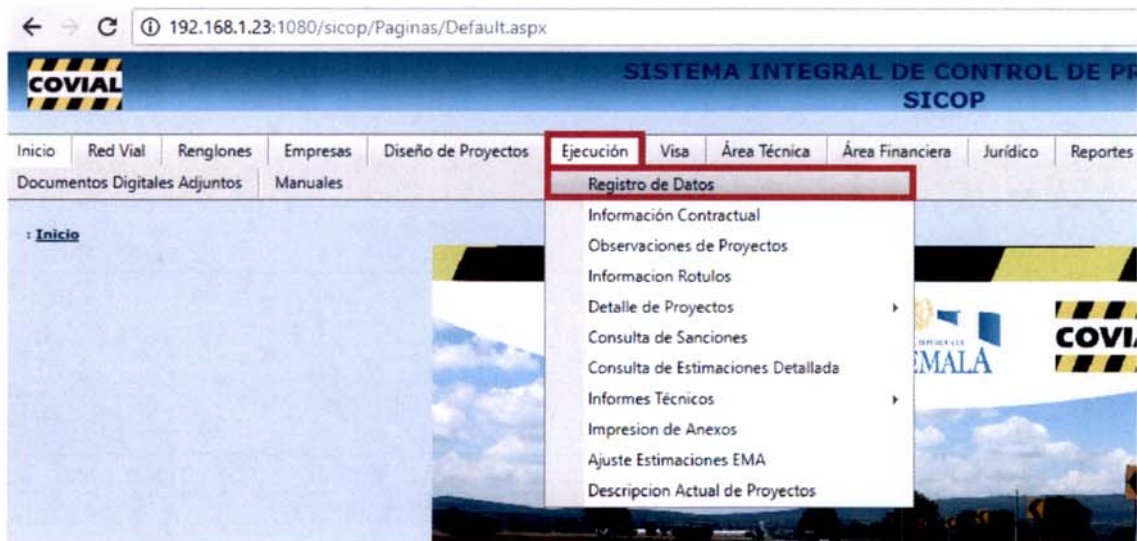 192.168.1.23:1080/sicop/Paginas/Default.aspx
COVIAL
SISTEMA INTEGRAL DE CONTROL DE PR
SICOP
Inicio Red Vial Renglones Empresas Diseño de Proyectos Ejecución Visa Área Técnica Área Financiera Jurídico Reportes
Documentos Digitales Adjuntos Manuales
Registro de Datos
: Inicio
Información Contractual
Observaciones de Proyectos
Informacion Rotulos
Detalle de Proyectos
Consulta de Sanciones
Consulta de Estimaciones Detallada
Informes Técnicos
Impresion de Anexos
Ajuste Estimaciones EMA
Descripcion Actual de Proyectos
EMALA
COVI